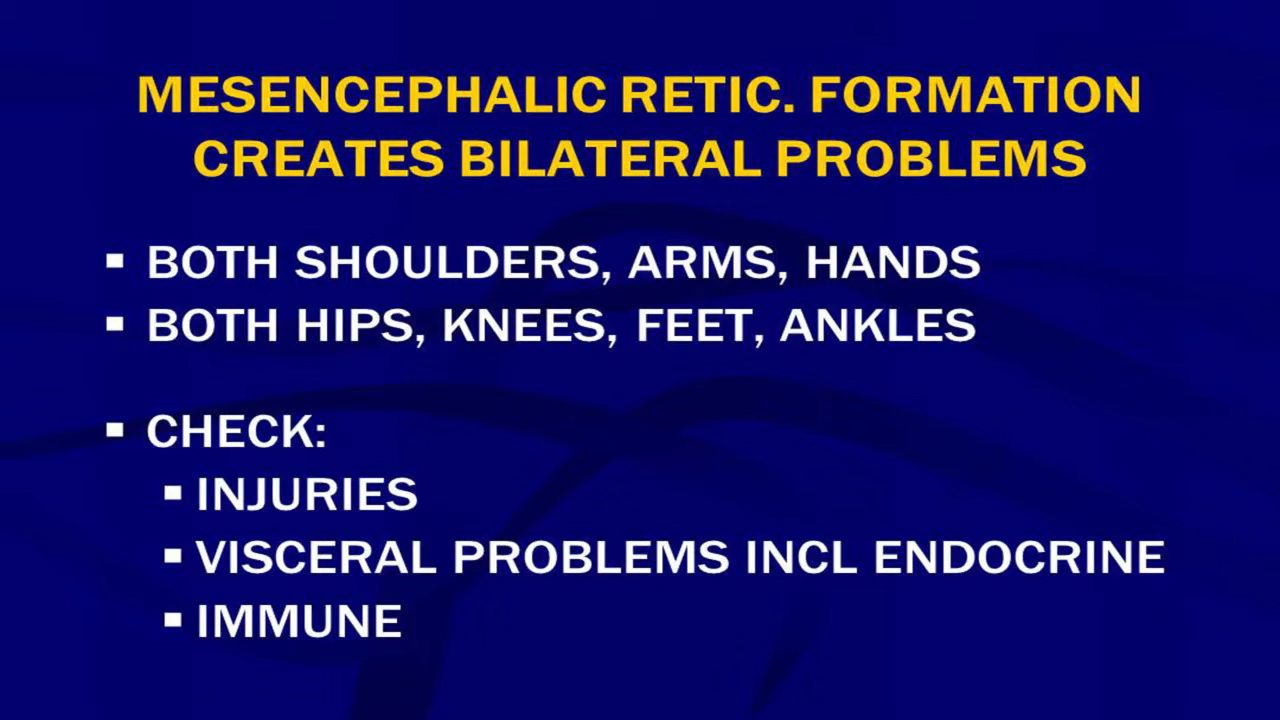 MESENCEPHALIC RETIC. FORMATION
CREATES BILATERAL PROBLEMS
▪ BOTH SHOULDERS, ARMS, HANDS
▪ BOTH HIPS, KNEES, FEET, ANKLES
▪ CHECK:
▪ INJURIES
▪ VISCERAL PROBLEMS INCL ENDOCRINE
▪ IMMUNE